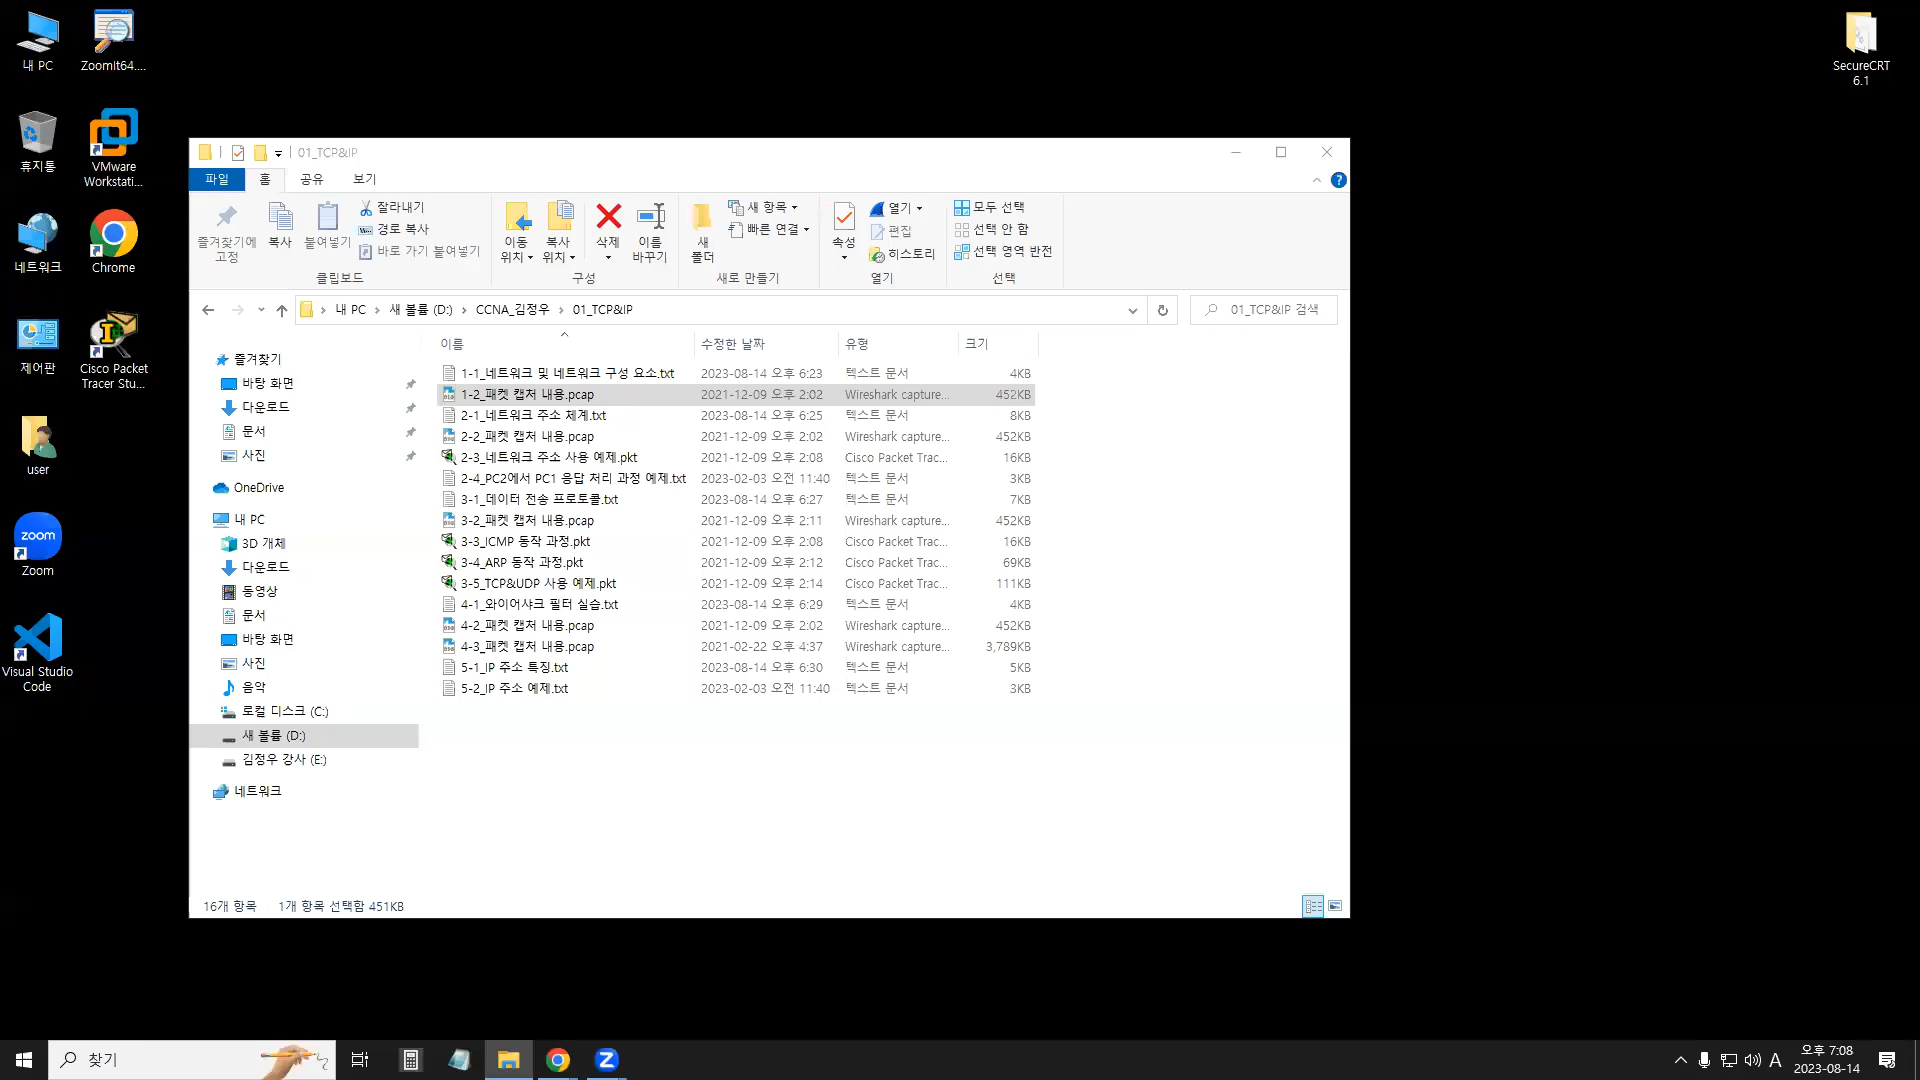 내 PC
ZoomIt64....
SecureCRT
6.1
휴지통
VMware
Workstati...
네트워크
Chrome
제어판
Cisco Packet
Tracer Stu...
user
zoom
Zoom
Visual Studio
Code
01_TCP&IP
파일
홈
공유
보기
즐겨찾기에
고정
복사
붙여넣기
잘라내기
경로 복사
바로 가기 붙여넣기
클립보드
이동
위치
복사
위치
삭제
이름
바꾸기
구성
새
폴더
새 항목
빠른 연결
새로 만들기
속성
열기
편집
히스토리
열기
모두 선택
선택 안 함
선택 영역 반전
선택
내 PC > 새 볼륨 (D:) > CCNA_김정우 > 01_TCP&IP
01_TCP&IP 검색
즐겨찾기
바탕 화면
다운로드
문서
사진
OneDrive
내 PC
3D 개체
다운로드
동영상
문서
바탕 화면
사진
음악
로컬 디스크 (C:)
새 볼륨 (D:)
김정우 강사 (E:)
네트워크
이름 수정한 날짜 유형 크기
1-1_네트워크 및 네트워크 구성 요소.txt 2023-08-14 오후 6:23 텍스트 문서 4KB
1-2_패킷 캡처 내용.pcap 2021-12-09 오후 2:02 Wireshark capture... 452KB
2-1_네트워크 주소 체계.txt 2023-08-14 오후 6:25 텍스트 문서 8KB
2-2_패킷 캡처 내용.pcap 2021-12-09 오후 2:02 Wireshark capture... 452KB
2-3_네트워크 주소 사용 예제.pkt 2021-12-09 오후 2:08 Cisco Packet Trac... 16KB
2-4_PC2에서 PC1 응답 처리 과정 예제.txt 2023-02-03 오전 11:40 텍스트 문서 3KB
3-1_데이터 전송 프로토콜.txt 2023-08-14 오후 6:27 텍스트 문서 7KB
3-2_패킷 캡처 내용.pcap 2021-12-09 오후 2:11 Wireshark capture... 452KB
3-3_ICMP 동작 과정.pkt 2021-12-09 오후 2:08 Cisco Packet Trac... 16KB
3-4_ARP 동작 과정.pkt 2021-12-09 오후 2:12 Cisco Packet Trac... 69KB
3-5_TCP&UDP 사용 예제.pkt 2021-12-09 오후 2:14 Cisco Packet Trac... 111KB
4-1_와이어샤크 필터 실습.txt 2023-08-14 오후 6:29 텍스트 문서 4KB
4-2_패킷 캡처 내용.pcap 2021-12-09 오후 2:02 Wireshark capture... 452KB
4-3_패킷 캡처 내용.pcap 2021-02-22 오후 4:37 Wireshark capture... 3,789KB
5-1_IP 주소 특징.txt 2023-08-14 오후 6:30 텍스트 문서 5KB
5-2_IP 주소 예제.txt 2023-02-03 오전 11:40 텍스트 문서 3KB
16개 항목 1개 항목 선택함 451KB
찾기
A
오후 7:08
2023-08-14